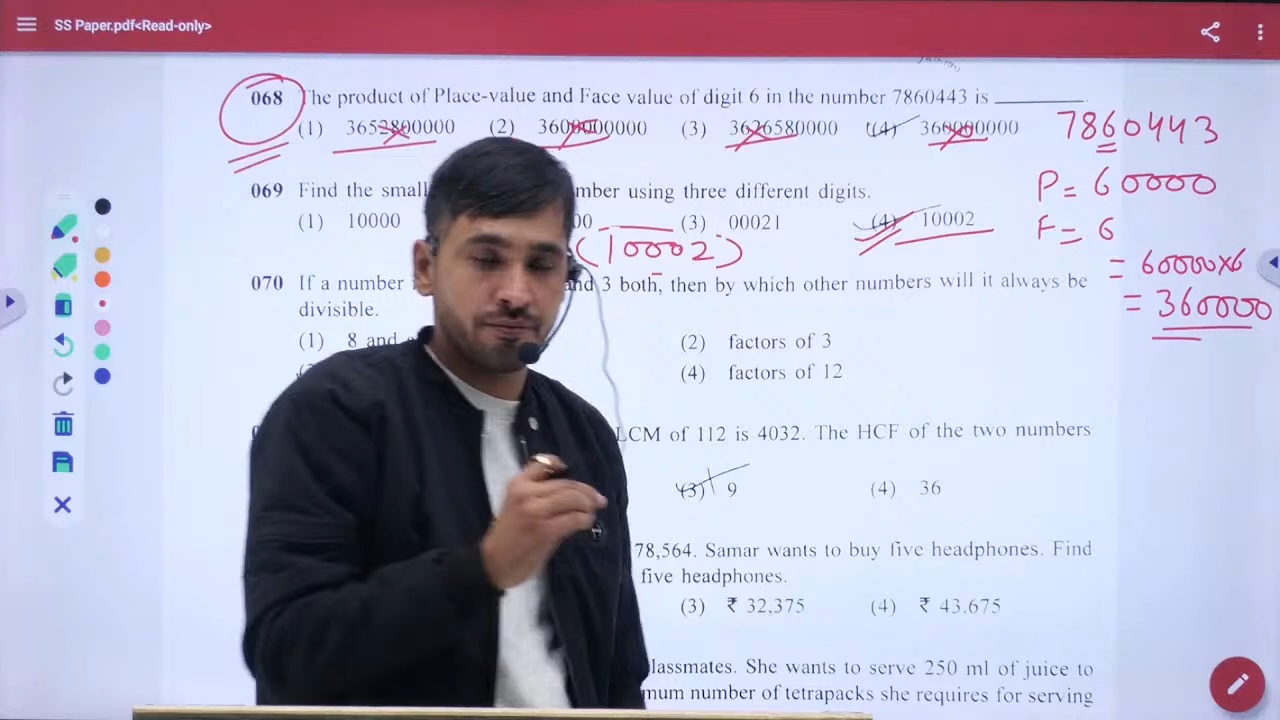 SS Paper.pdf<Read-only>
068 The product of Place-value and Face value of digit 6 in the number 7860443 is ________.
(1) 3652800000 (2) 3600000000 (3) 3626580000 (4) 360000000
7860443
P = 60000
F = 6
= 60000x6
= 360000
069 Find the mber using three different digits.
(1) 10000 00 (3) 00021 (4) 10002
(10002)
070 If a number and 3 both, then by which other numbers will it always be
divisible.
(1) 8 and (2) factors of 3
(4) factors of 12
LCM of 112 is 4032. The HCF of the two numbers
(3) 9 (4) 36
78,564. Samar wants to buy five headphones. Find
five headphones.
(3) ₹ 32,375 (4) ₹ 43.675
lassmates. She wants to serve 250 ml of juice to
mum number of tetrapacks she requires for serving